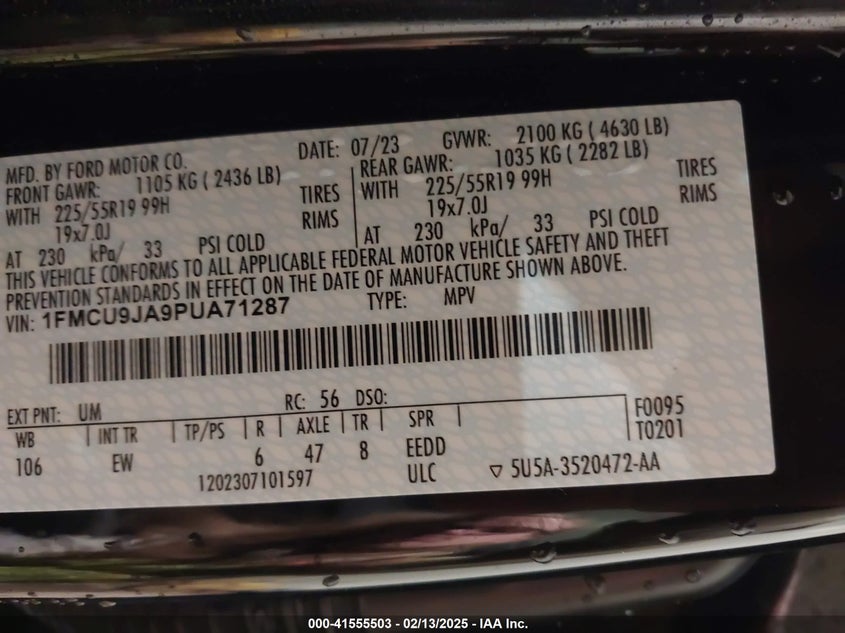 MFD. BY FORD MOTOR CO.
DATE: 07/23
GVWR: 2100 KG ( 4630 LB)
FRONT GAWR: 1105 KG ( 2436 LB)
REAR GAWR: 1035 KG ( 2282 LB)
WITH 225/55R19 99H TIRES
WITH 225/55R19 99H TIRES
19x7.0J RIMS
19x7.0J RIMS
AT 230 kPa/ 33 PSI COLD
AT 230 kPa/ 33 PSI COLD
THIS VEHICLE CONFORMS TO ALL APPLICABLE FEDERAL MOTOR VEHICLE SAFETY AND THEFT
PREVENTION STANDARDS IN EFFECT ON THE DATE OF MANUFACTURE SHOWN ABOVE.
VIN: 1FMCU9JA9PUA71287
TYPE: MPV
EXT PNT: UM
RC: 56 DSO:
F0095
WB INT TR TP/PS R AXLE TR SPR
T0201
106 EW 6 47 8 EEDD
1202307101597
ULC
▽ 5U5A-3520472-AA
000-41555503 - 02/13/2025 - IAA Inc.